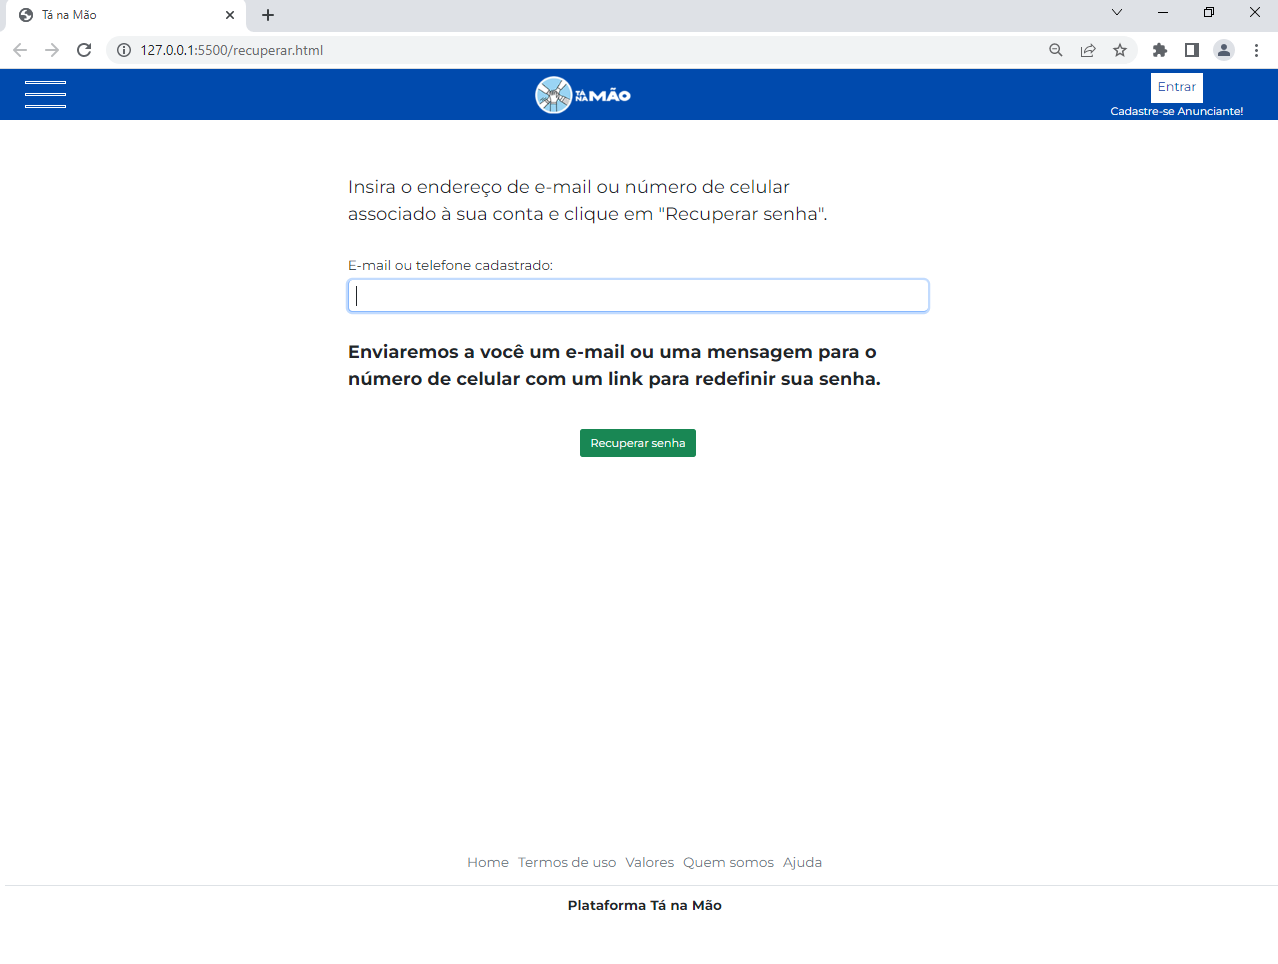 Tá na Mão
127.0.0.1:5500/recuperar.html
TÁ
NA MÃO
Entrar
Cadastre-se Anunciante!
Insira o endereço de e-mail ou número de celular
associado à sua conta e clique em "Recuperar senha".
E-mail ou telefone cadastrado:
Enviaremos a você um e-mail ou uma mensagem para o
número de celular com um link para redefinir sua senha.
Recuperar senha
Home Termos de uso Valores Quem somos Ajuda
Plataforma Tá na Mão